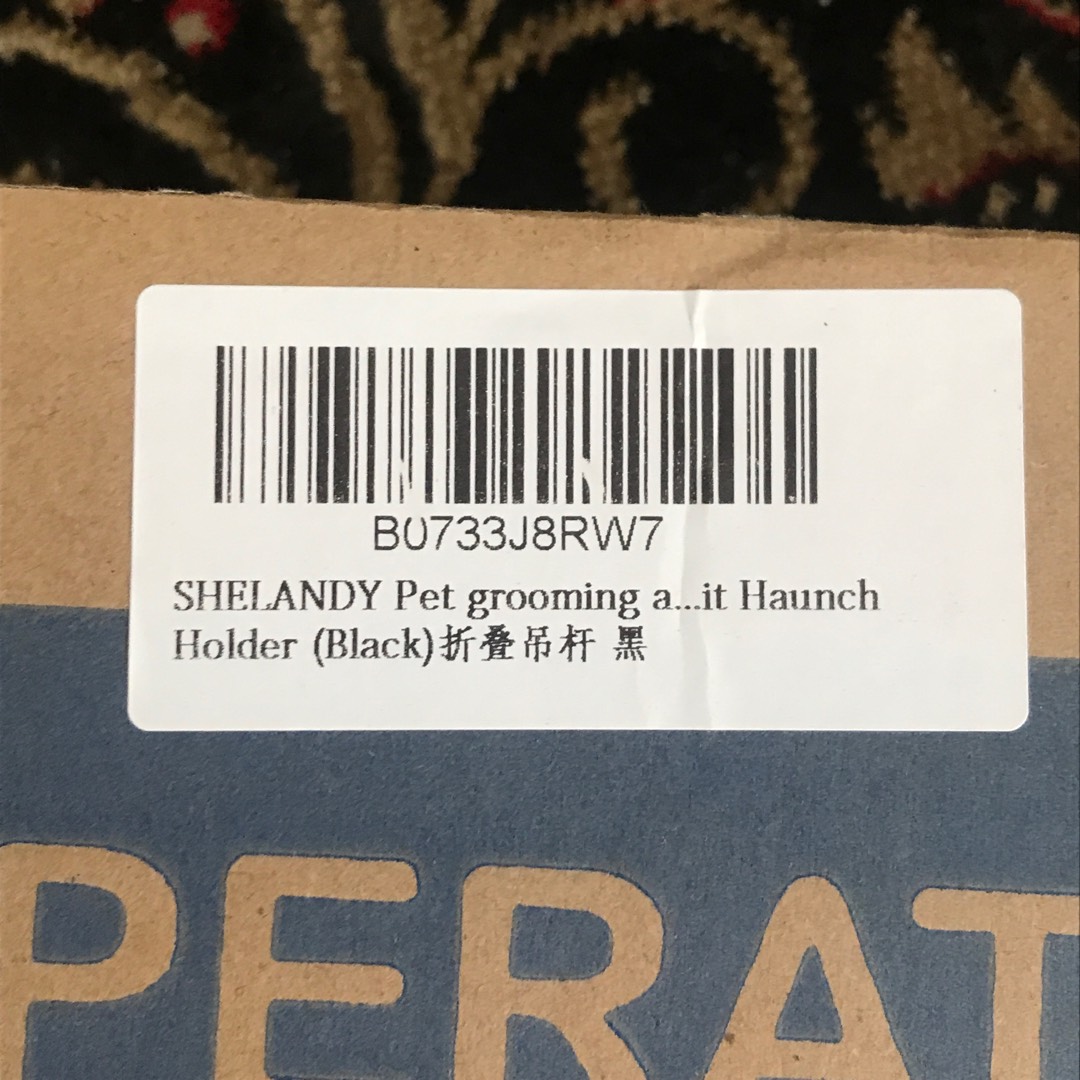 B0733J8RW7
SHELANDY Pet grooming a...it Haunch
Holder (Black)折叠吊杆 黑
PERAT